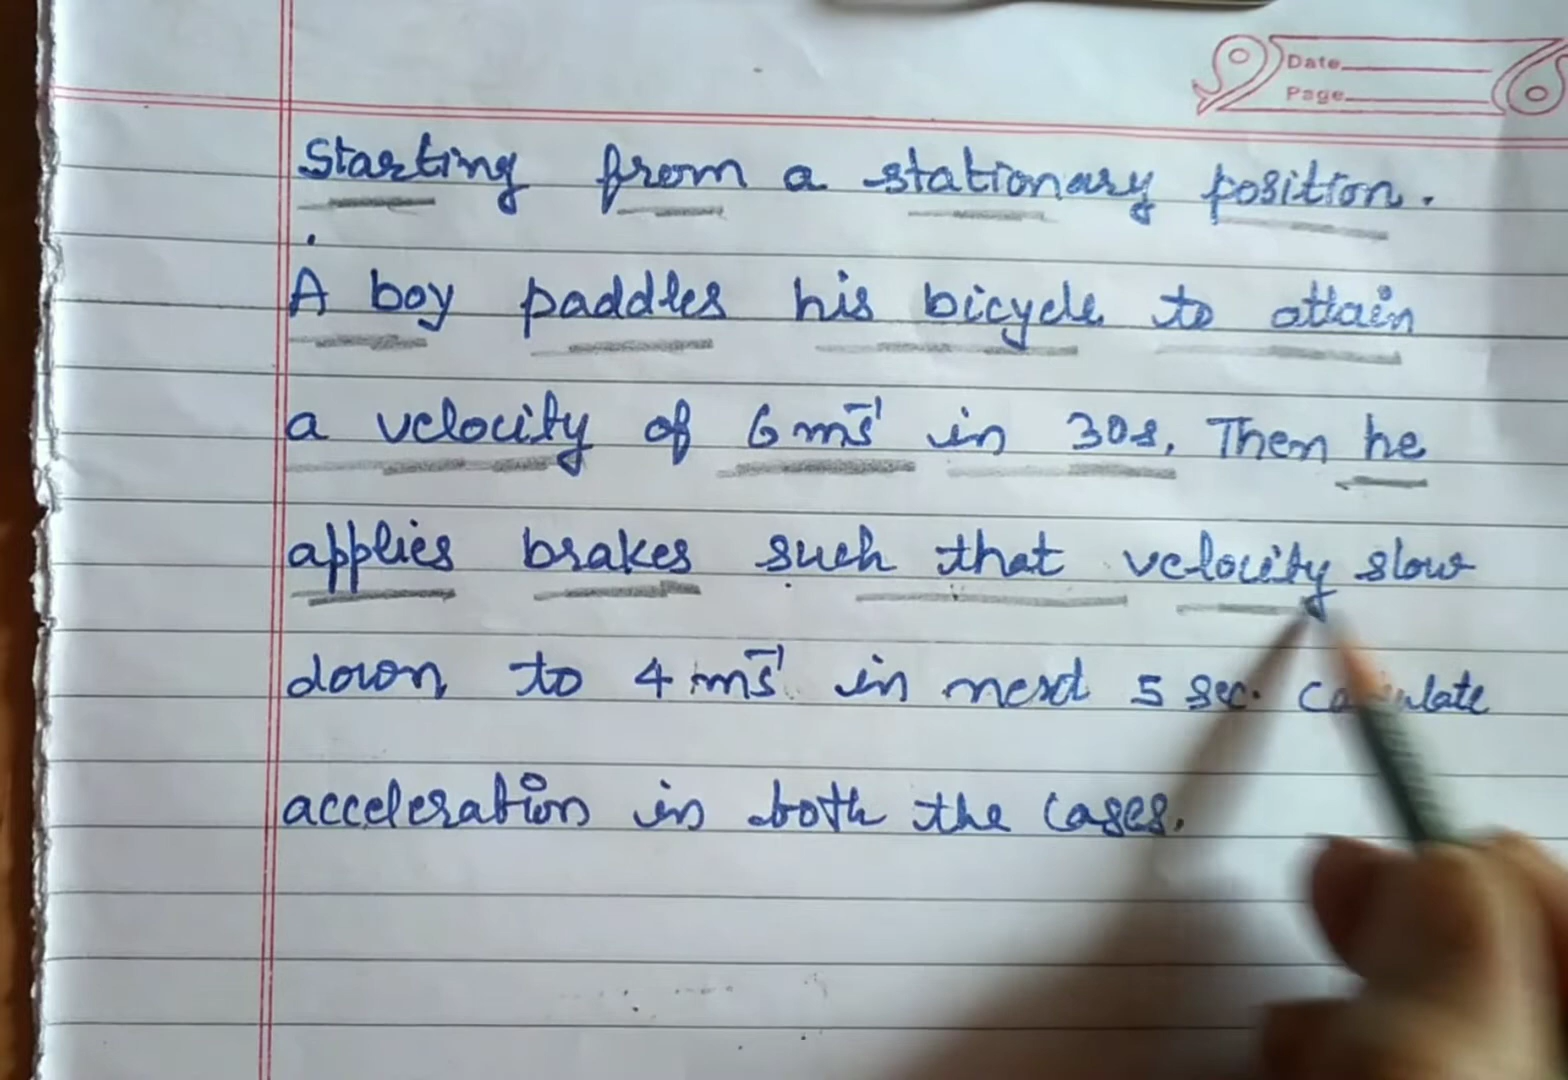 Date
Page
Starting from a stationary position.
A boy paddles his bicycle to attain
a velocity of 6 ms⁻¹ in 30s. Then he
applies brakes such that velocity slow
down to 4 ms⁻¹ in next 5 sec. Calculate
acceleration in both the cases.